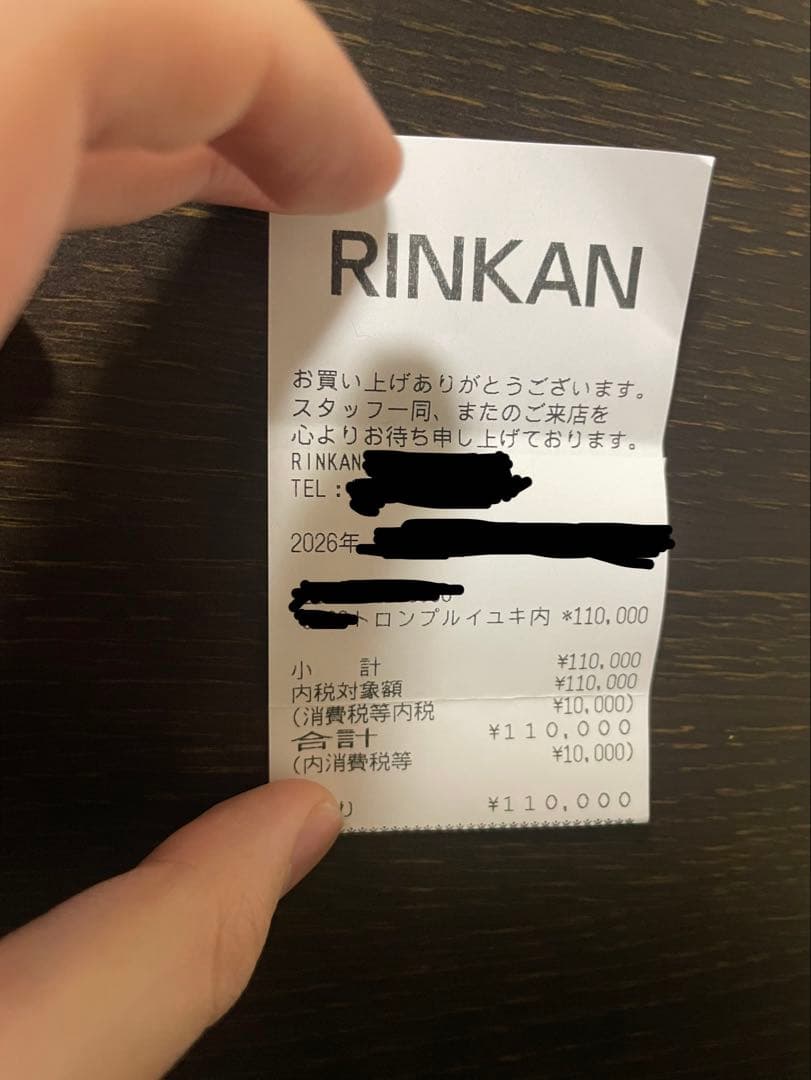 RINKAN
お買い上げありがとうございます。
スタッフ一同、またのご来店を
心よりお待ち申し上げております。
RINKAN
TEL:
2026年
トロンプルイユキ内 *110,000
小 計 ¥110,000
内税対象額 ¥110,000
(消費税等内税 ¥10,000)
合計 ¥110,000
(内消費税等 ¥10,000)
り ¥110,000